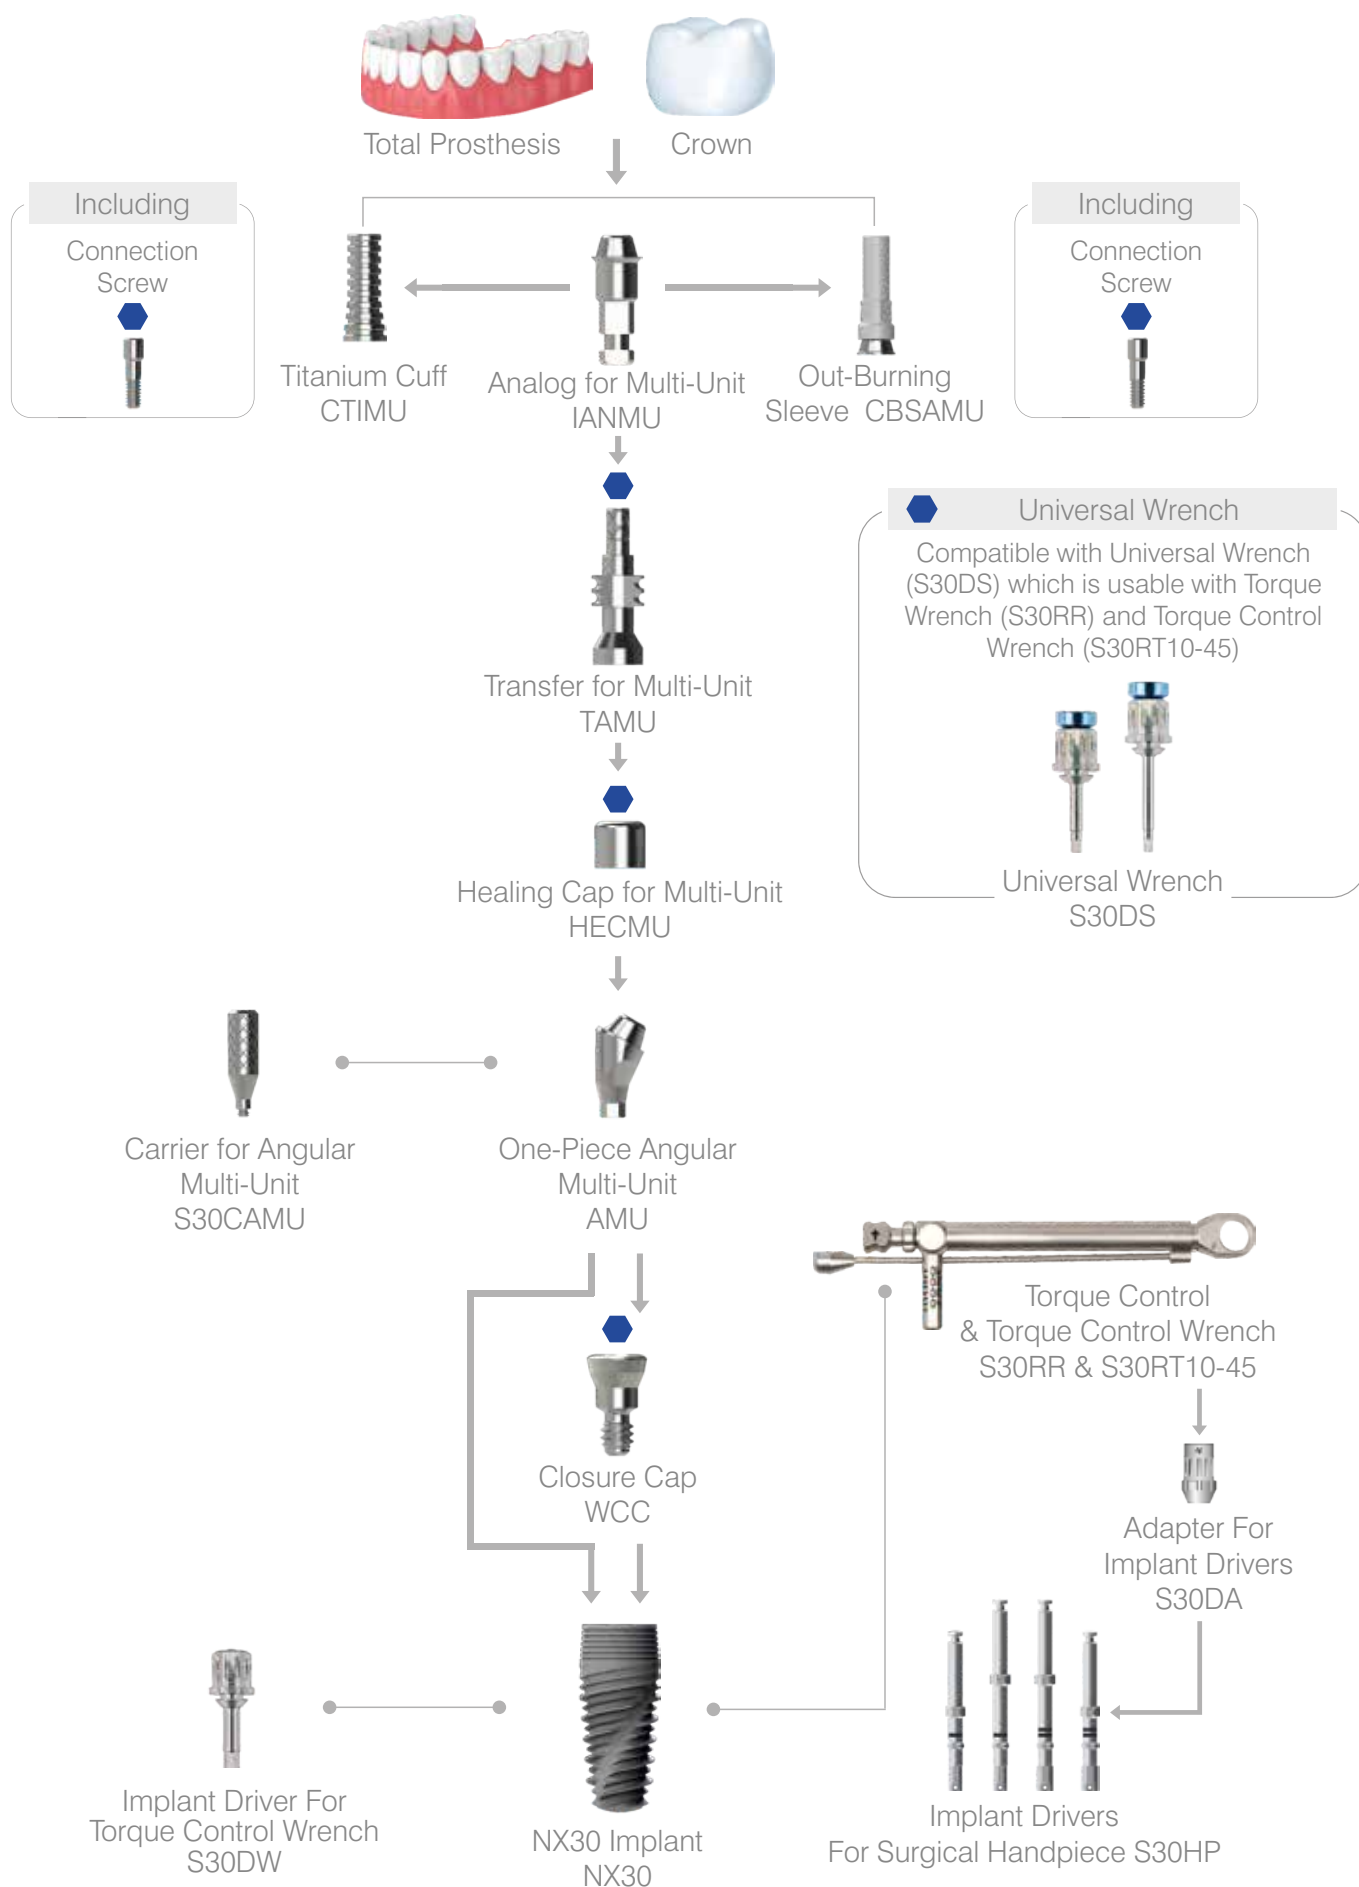 Total Prosthesis
Crown
Including
Connection
Screw
Including
Connection
Screw
Titanium Cuff
CTIMU
Analog for Multi-Unit
IANMU
Out-Burning
Sleeve CBSAMU
Universal Wrench
Compatible with Universal Wrench
(S30DS) which is usable with Torque
Wrench (S30RR) and Torque Control
Wrench (S30RT10-45)
Transfer for Multi-Unit
TAMU
Universal Wrench
S30DS
Healing Cap for Multi-Unit
HECMU
Carrier for Angular
Multi-Unit
S30CAMU
One-Piece Angular
Multi-Unit
AMU
Torque Control
& Torque Control Wrench
S30RR & S30RT10-45
Closure Cap
WCC
Adapter For
Implant Drivers
S30DA
Implant Driver For
Torque Control Wrench
S30DW
NX30 Implant
NX30
Implant Drivers
For Surgical Handpiece S30HP